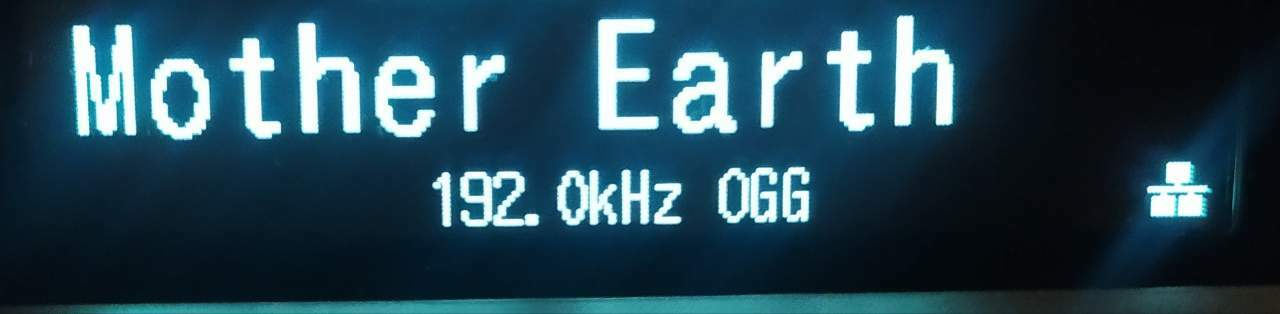 Mother Earth
192.0kHz OGG